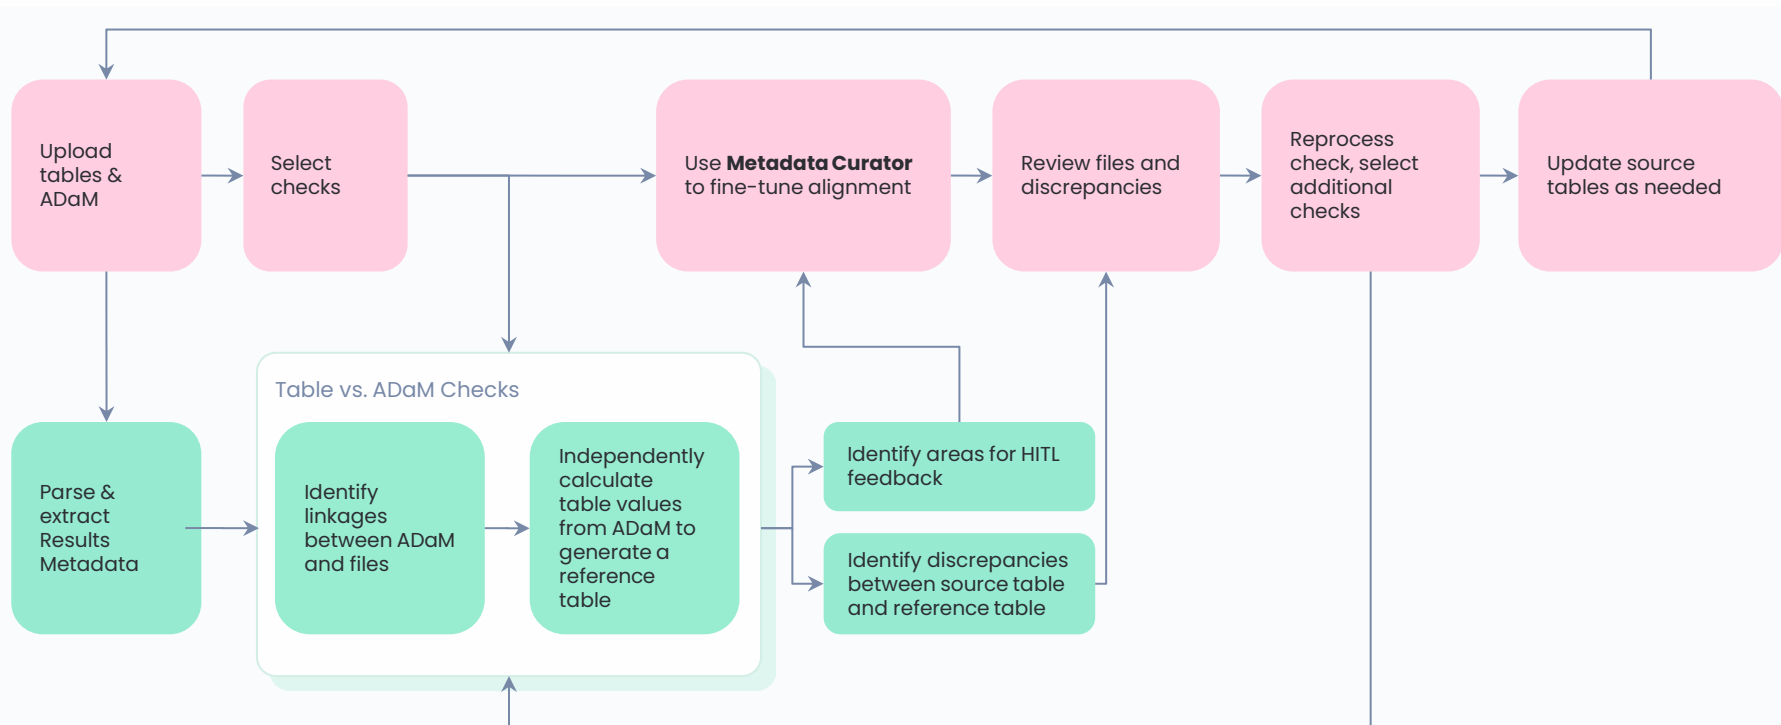 Upload
tables &
ADaM
Select
checks
Use Metadata Curator
to fine-tune alignment
Review files and
discrepancies
Reprocess
check, select
additional
checks
Update source
tables as needed
Table vs. ADaM Checks
Parse &
extract
Results
Metadata
Identify
linkages
between ADaM
and files
Independently
calculate
table values
from ADaM to
generate a
reference
table
Identify areas for HITL
feedback
Identify discrepancies
between source table
and reference table